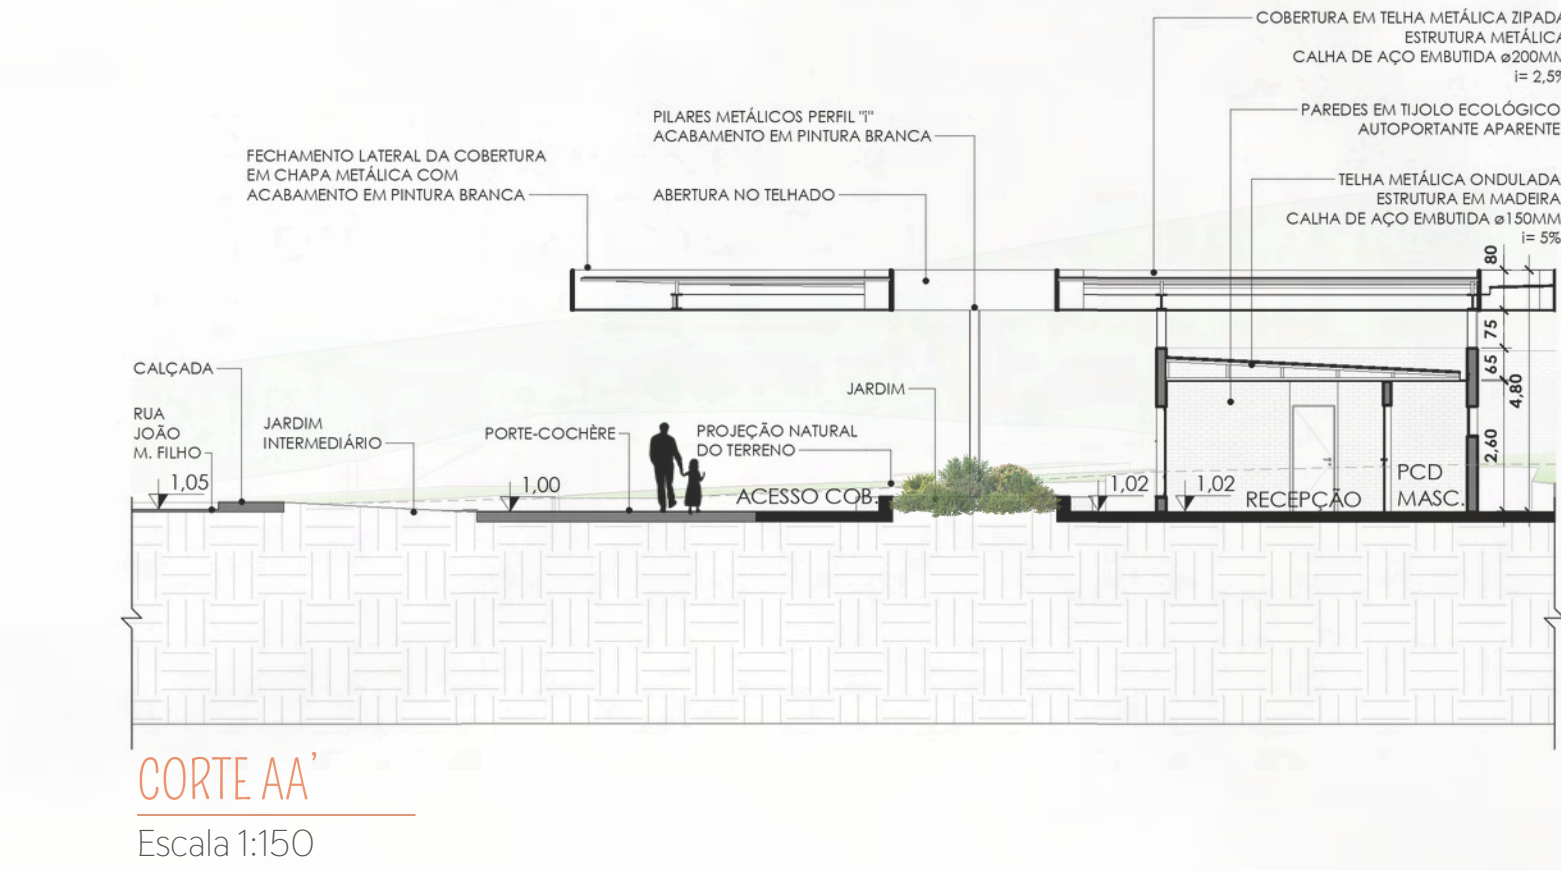 COBERTURA EM TELHA METÁLICA ZIPADA
ESTRUTURA METÁLICA
CALHA DE AÇO EMBUTIDA ø200MM
i= 2,5%
PILARES METÁLICOS PERFIL "i"
ACABAMENTO EM PINTURA BRANCA
PAREDES EM TIJOLO ECOLÓGICO
AUTOPORTANTE APARENTE
FECHAMENTO LATERAL DA COBERTURA
EM CHAPA METÁLICA COM
ACABAMENTO EM PINTURA BRANCA
ABERTURA NO TELHADO
TELHA METÁLICA ONDULADA
ESTRUTURA EM MADEIRA
CALHA DE AÇO EMBUTIDA ø150MM
i= 5%
80
75
65
4,80
2,60
CALÇADA
RUA
JOÃO
M. FILHO
JARDIM
INTERMEDIÁRIO
PORTE-COCHÈRE
PROJEÇÃO NATURAL
DO TERRENO
JARDIM
1,05
1,00
ACESSO COB.
1,02
1,02
RECEPÇÃO
PCD
MASC.
CORTE AA'
Escala 1:150